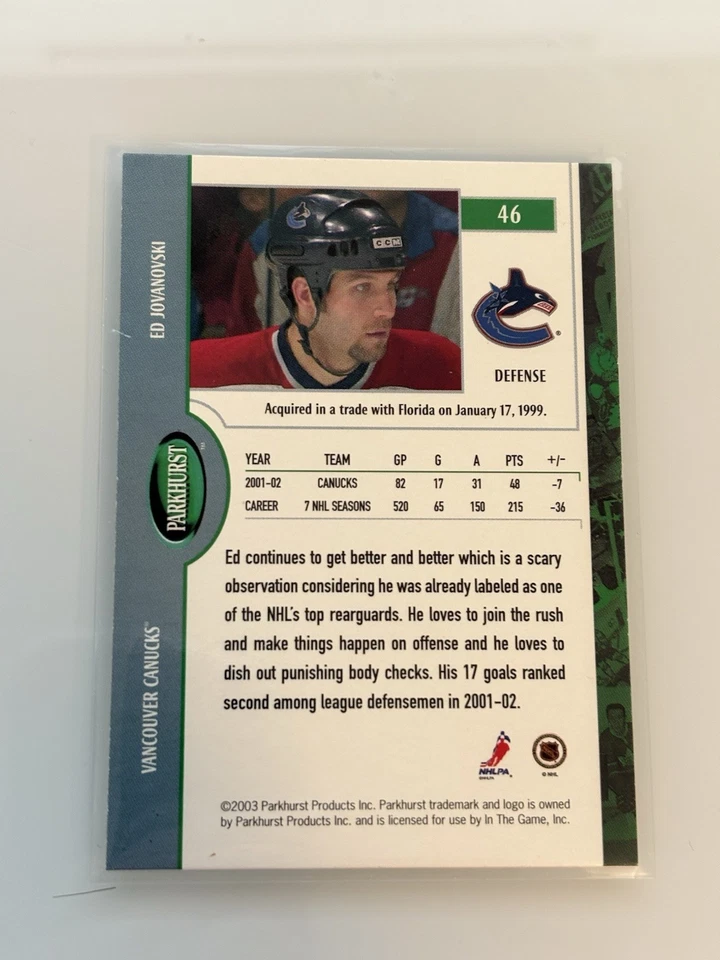 ED JOVANOVSKI
PARKHURST
VANCOUVER CANUCKS™
CCM
46
DEFENSE
Acquired in a trade with Florida on January 17, 1999.
YEAR TEAM GP G A PTS +/-
2001-02 CANUCKS 82 17 31 48 -7
CAREER 7 NHL SEASONS 520 65 150 215 -36
Ed continues to get better and better which is a scary
observation considering he was already labeled as one
of the NHL's top rearguards. He loves to join the rush
and make things happen on offense and he loves to
dish out punishing body checks. His 17 goals ranked
second among league defensemen in 2001-02.
NHLPA
©NHLPA
© NHL
©2003 Parkhurst Products Inc. Parkhurst trademark and logo is owned
by Parkhurst Products Inc. and is licensed for use by In The Game, Inc.